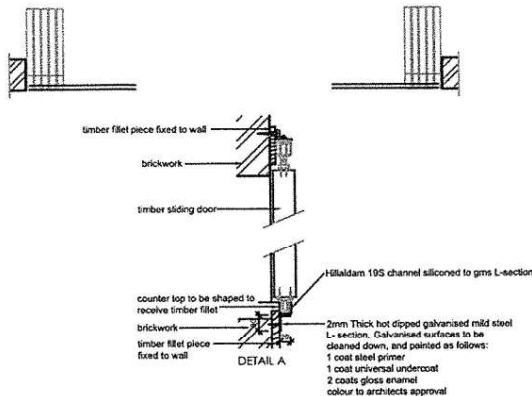 timber fillet piece fixed to wall
brickwork
timber sliding door
Hillaldam 19S channel siliconed to gms L-section
counter top to be shaped to
receive timber fillet
brickwork
timber fillet piece
fixed to wall
DETAIL A
2mm Thick hot dipped galvanised mild steel
L- section. Galvanised surfaces to be
cleaned down, and painted as follows:
1 coat steel primer
1 coat universal undercoat
2 coats gloss enamel
colour to architects approval